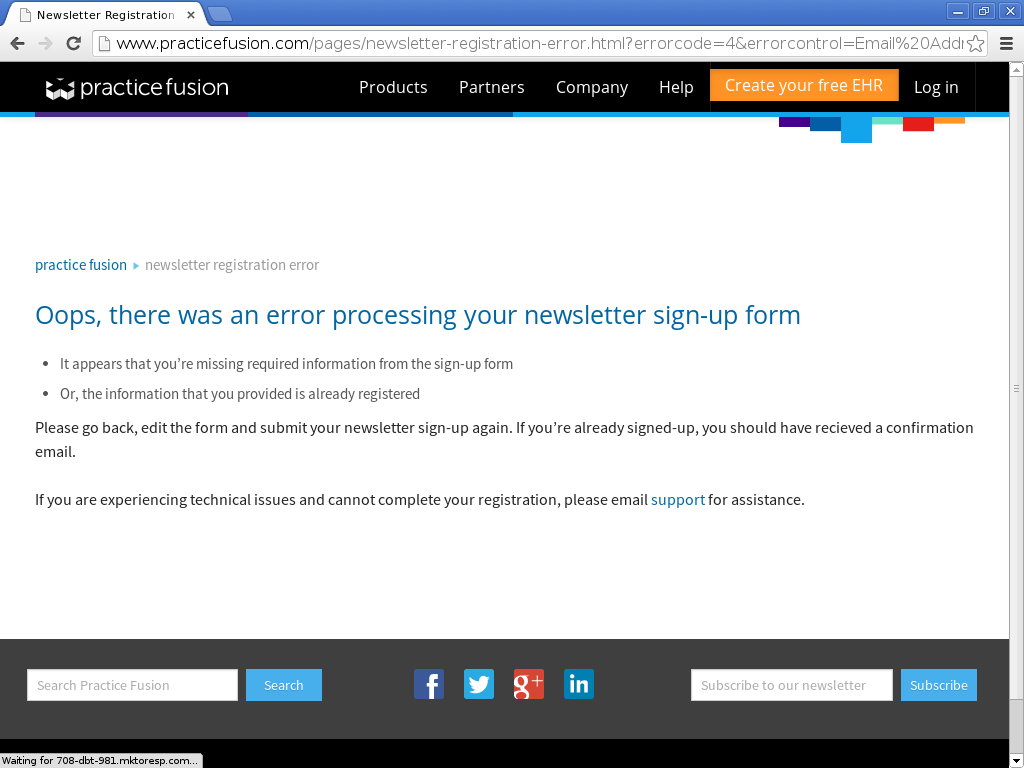 Newsletter Registration
www.practicefusion.com/pages/newsletter-registration-error.html?errorcode=4&errorcontrol=Email%20Addr
practice fusion
Products
Partners
Company
Help
Create your free EHR
Log in
practice fusion
newsletter registration error
Oops, there was an error processing your newsletter sign-up form
It appears that you're missing required information from the sign-up form
Or, the information that you provided is already registered
Please go back, edit the form and submit your newsletter sign-up again. If you're already signed-up, you should have recieved a confirmation
email.
If you are experiencing technical issues and cannot complete your registration, please email support for assistance.
Search Practice Fusion
Search
f
g+
in
Subscribe to our newsletter
Subscribe
Waiting for 708-dbt-981.mktoresp.com...